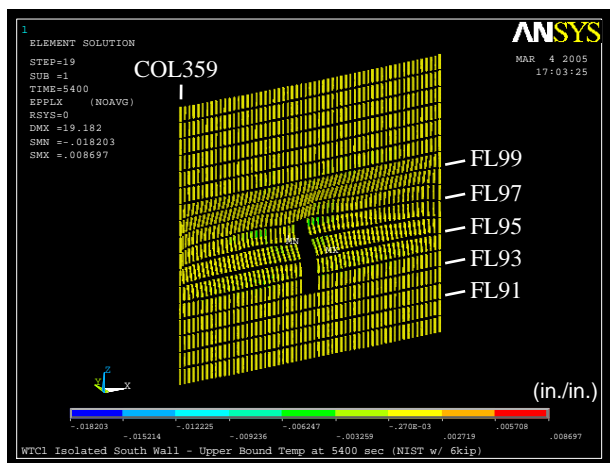 1
ANSYS
ELEMENT SOLUTION
MAR 4 2005
17:03:25
STEP=19
SUB =1
TIME=5400
EPPLX (NOAVG)
RSYS=0
DMX =19.182
SMN =-.018203
SMX =.008697
COL359
FL99
FL97
FL95
FL93
FL91
MN
MX
Z
Y
X
(in./in.)
-.018203 -.012225 -.006247 -.270E-03 .005708
-.015214 -.009236 -.003259 .002719 .008697
WTC1 Isolated South Wall - Upper Bound Temp at 5400 sec (NIST w/ 6kip)